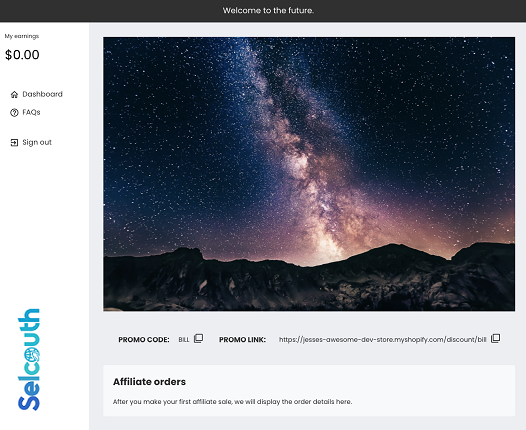 Welcome to the future.
My earnings
$0.00
Dashboard
FAQs
Sign out
Selcouth
PROMO CODE: BILL PROMO LINK: https://jesses-awesome-dev-store.myshopify.com/discount/bill
Affiliate orders
After you make your first affiliate sale, we will display the order details here.